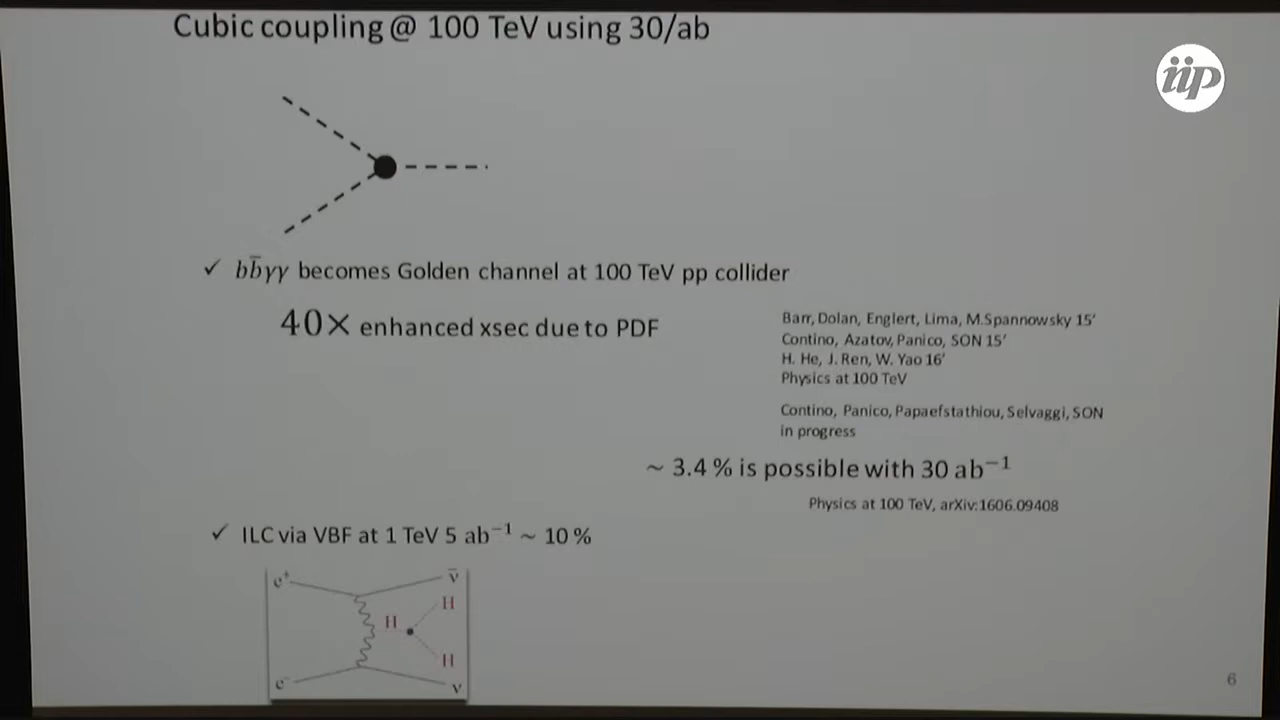 Cubic coupling @ 100 TeV using 30/ab
iip
✓ bb̄γγ becomes Golden channel at 100 TeV pp collider
40× enhanced xsec due to PDF
Barr, Dolan, Englert, Lima, M.Spannowsky 15′
Contino, Azatov, Panico, SON 15′
H. He, J. Ren, W. Yao 16′
Physics at 100 TeV
Contino, Panico, Papaefstathiou, Selvaggi, SON
in progress
~ 3.4 % is possible with 30 ab⁻¹
Physics at 100 TeV, arXiv:1606.09408
✓ ILC via VBF at 1 TeV 5 ab⁻¹ ~ 10 %
e⁺
ν̄
H
H
H
e⁻
ν
6